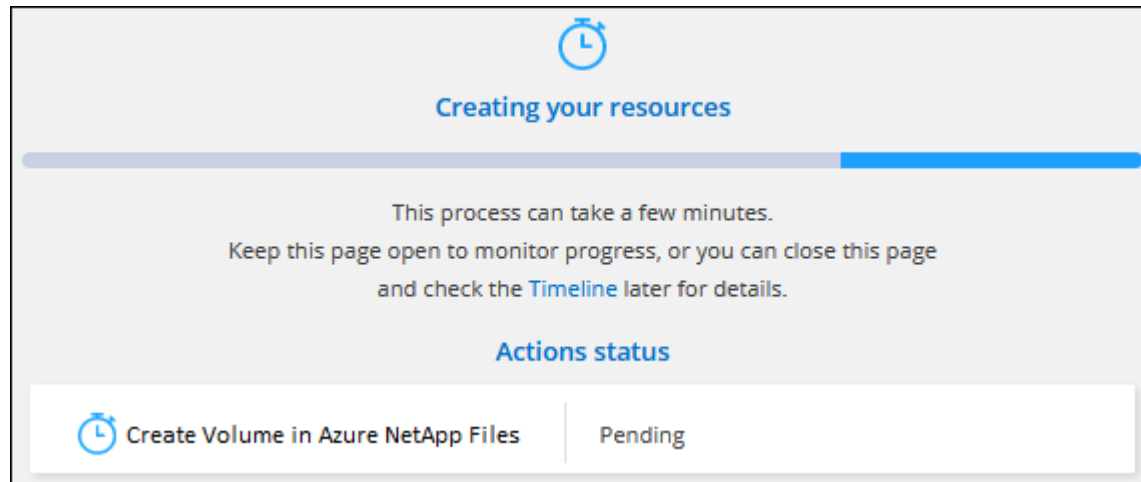 Creating your resources
This process can take a few minutes.
Keep this page open to monitor progress, or you can close this page
and check the Timeline later for details.
Actions status
Create Volume in Azure NetApp Files
Pending